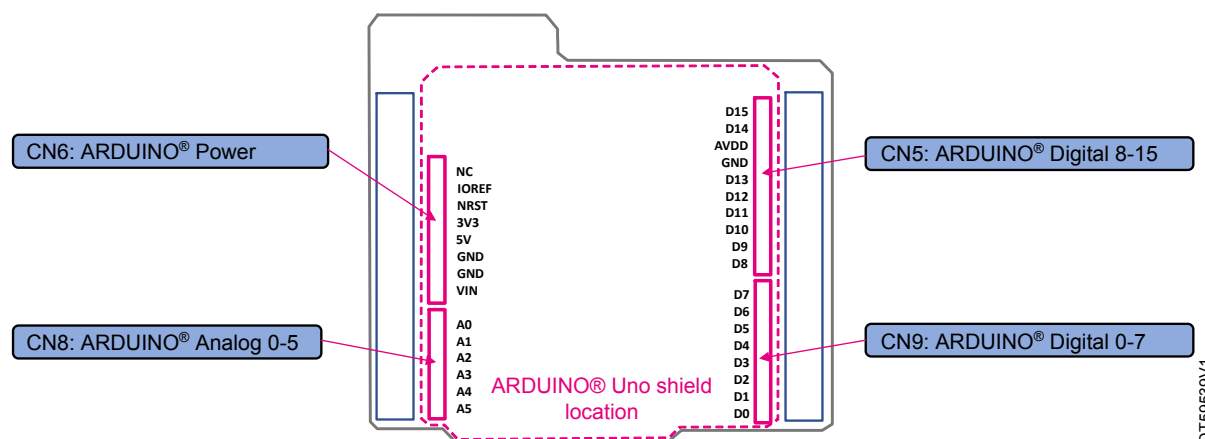 CN6: ARDUINO® Power
CN8: ARDUINO® Analog 0-5
NC
IOREF
NRST
3V3
5V
GND
GND
VIN
A0
A1
A2
A3
A4
A5
ARDUINO® Uno shield
location
D15
D14
AVDD
GND
D13
D12
D11
D10
D9
D8
D7
D6
D5
D4
D3
D2
D1
D0
CN5: ARDUINO® Digital 8-15
CN9: ARDUINO® Digital 0-7